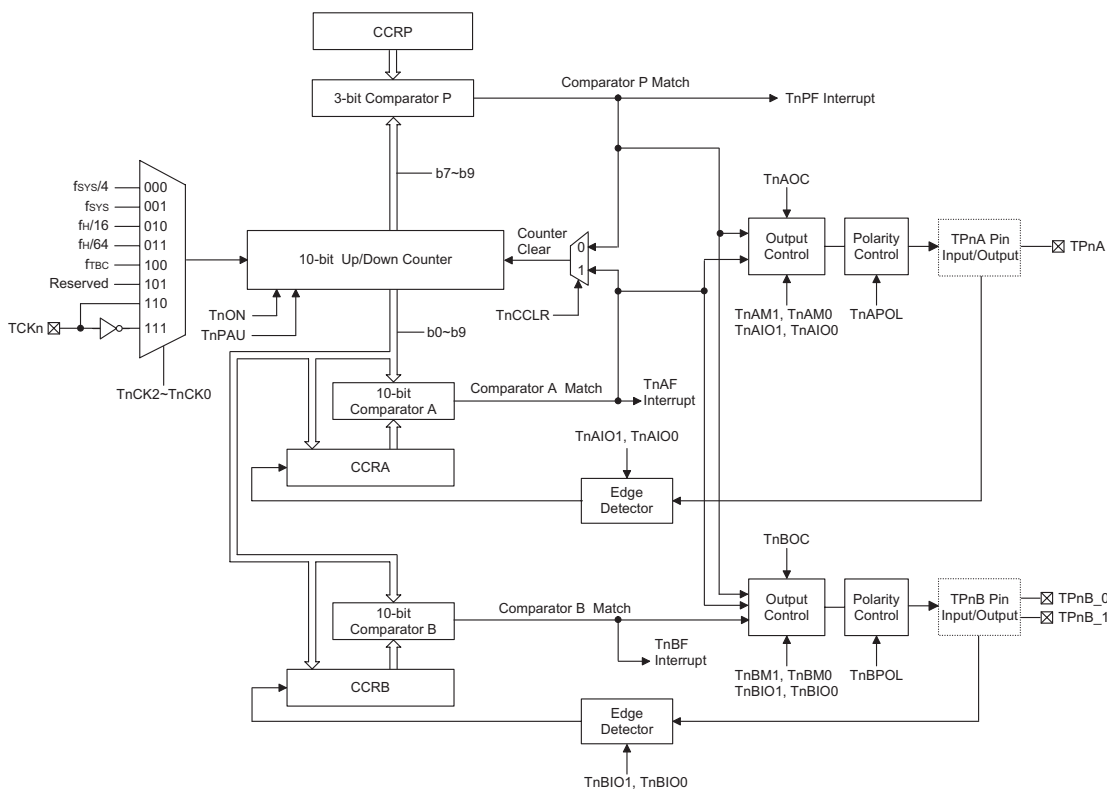 CCRP
3-bit Comparator P
Comparator P Match
TnPF Interrupt
b7~b9
fSYS/4
000
fSYS
001
fH/16
010
fH/64
011
fTBC
100
Reserved
101
110
TCKn
111
TnCK2~TnCK0
10-bit Up/Down Counter
Counter
Clear
0
1
TnON
TnPAU
TnCCLR
b0~b9
TnAOC
Output
Control
Polarity
Control
TPnA Pin
Input/Output
TPnA
TnAM1, TnAM0
TnAIO1, TnAIO0
TnAPOL
10-bit
Comparator A
Comparator A Match
TnAF
Interrupt
CCRA
TnAIO1, TnAIO0
Edge
Detector
TnBOC
Output
Control
Polarity
Control
TPnB Pin
Input/Output
TPnB_0
TPnB_1
10-bit
Comparator B
Comparator B Match
TnBF
Interrupt
TnBM1, TnBM0
TnBIO1, TnBIO0
TnBPOL
CCRB
Edge
Detector
TnBIO1, TnBIO0